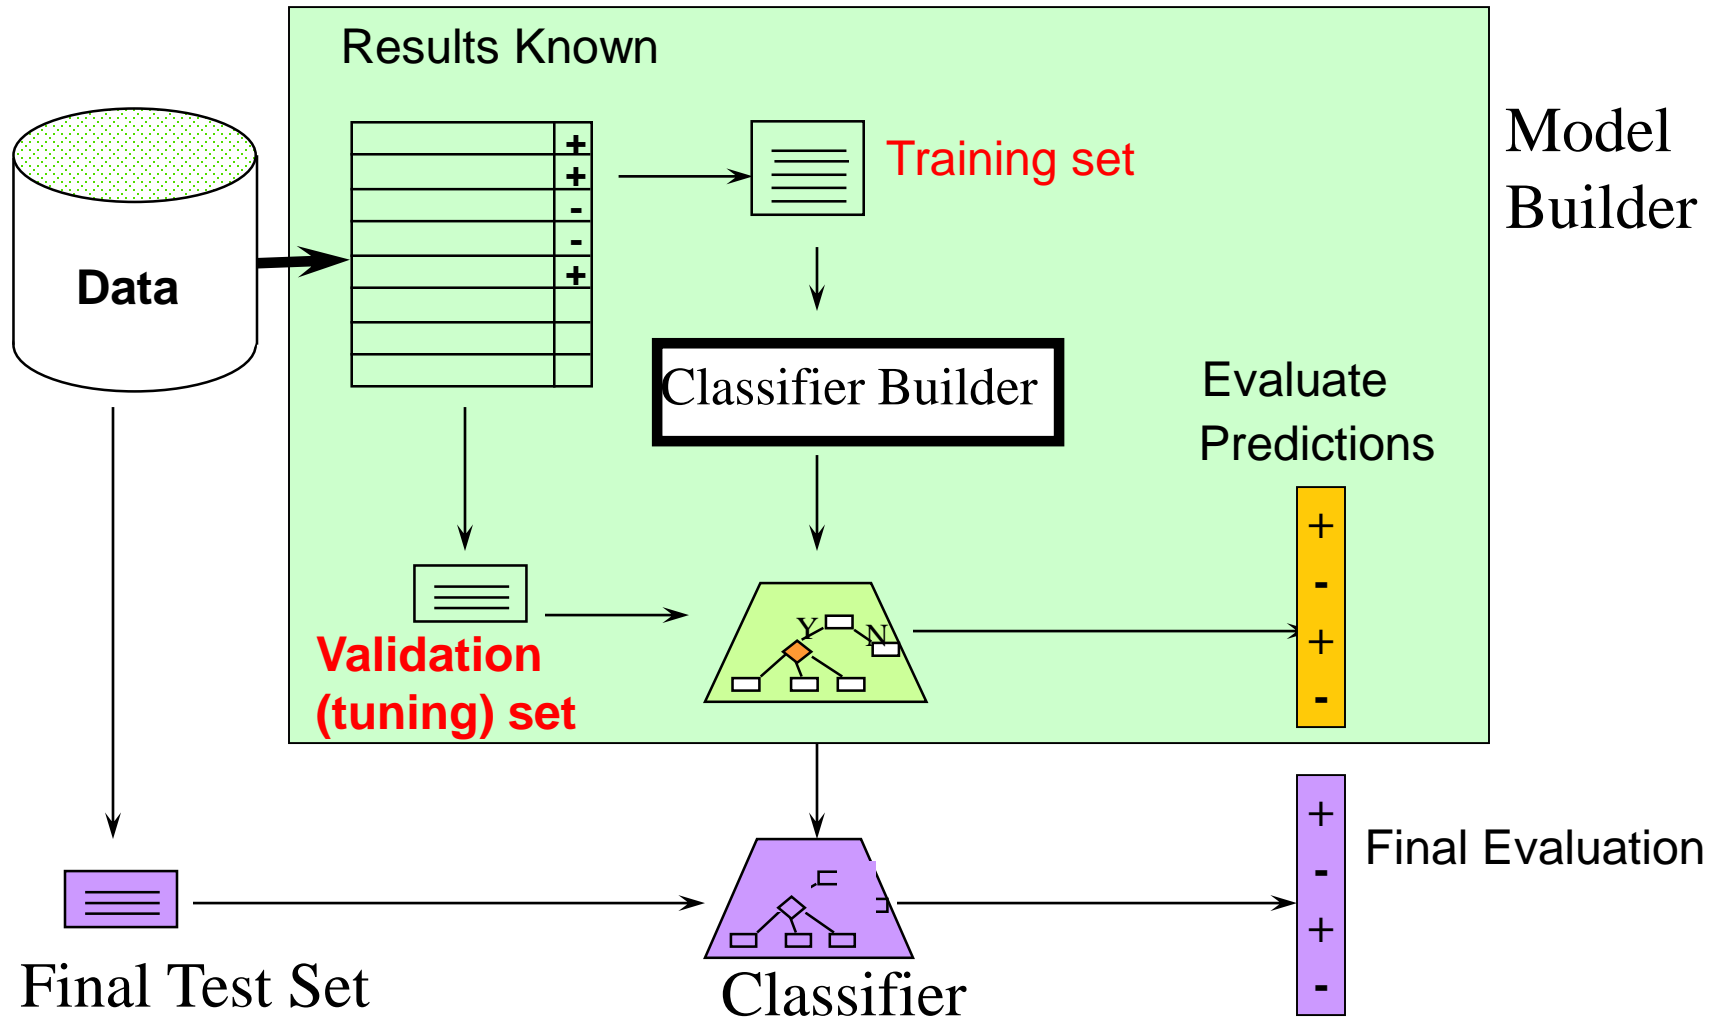 Results Known
Model
Builder
+
+
-
-
+
Training set
Data
Classifier Builder
Evaluate
Predictions
+
-
+
-
Y
N
Validation
(tuning) set
+
-
+
-
Final Evaluation
Final Test Set
Classifier